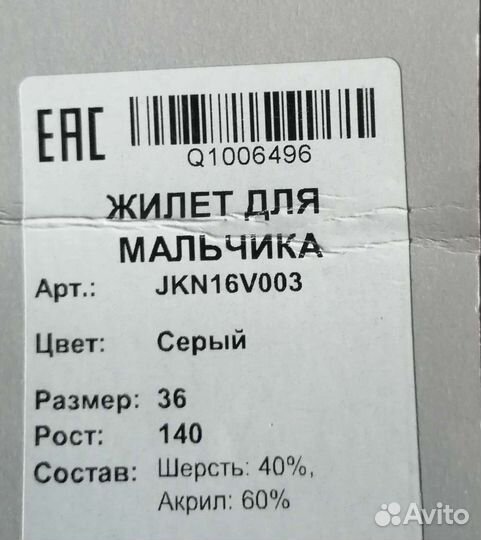 EAC
Q1006496
ЖИЛЕТ ДЛЯ
МАЛЬЧИКА
Арт.: JKN16V003
Цвет: Серый
Размер: 36
Рост: 140
Состав: Шерсть: 40%,
Акрил: 60%
Avito